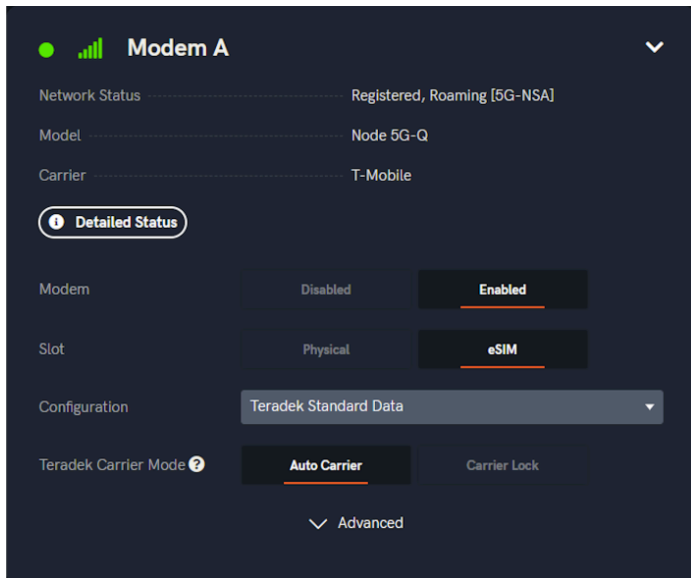 Modem A
Network Status Registered, Roaming [5G-NSA]
Model Node 5G-Q
Carrier T-Mobile
i Detailed Status
Modem Disabled Enabled
Slot Physical eSIM
Configuration Teradek Standard Data
Teradek Carrier Mode ? Auto Carrier Carrier Lock
Advanced